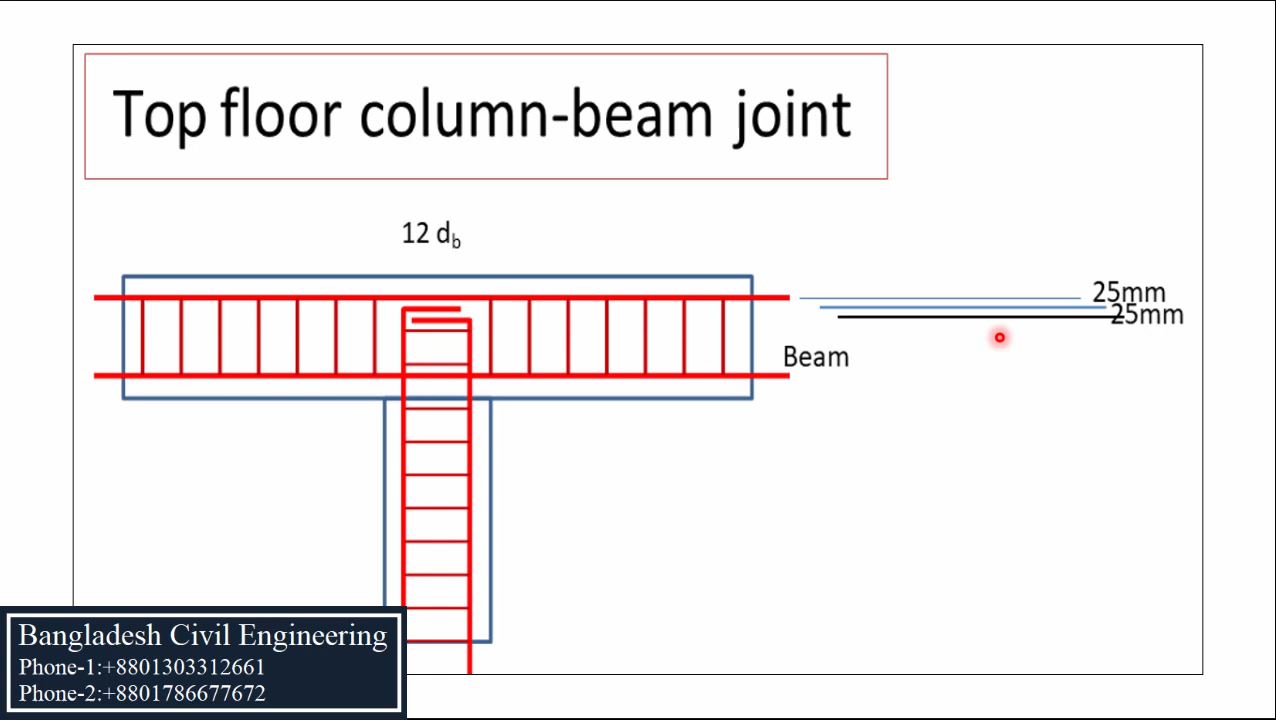 Top floor column-beam joint
12 db
25mm
25mm
Beam
Bangladesh Civil Engineering
Phone-1:+8801303312661
Phone-2:+8801786677672